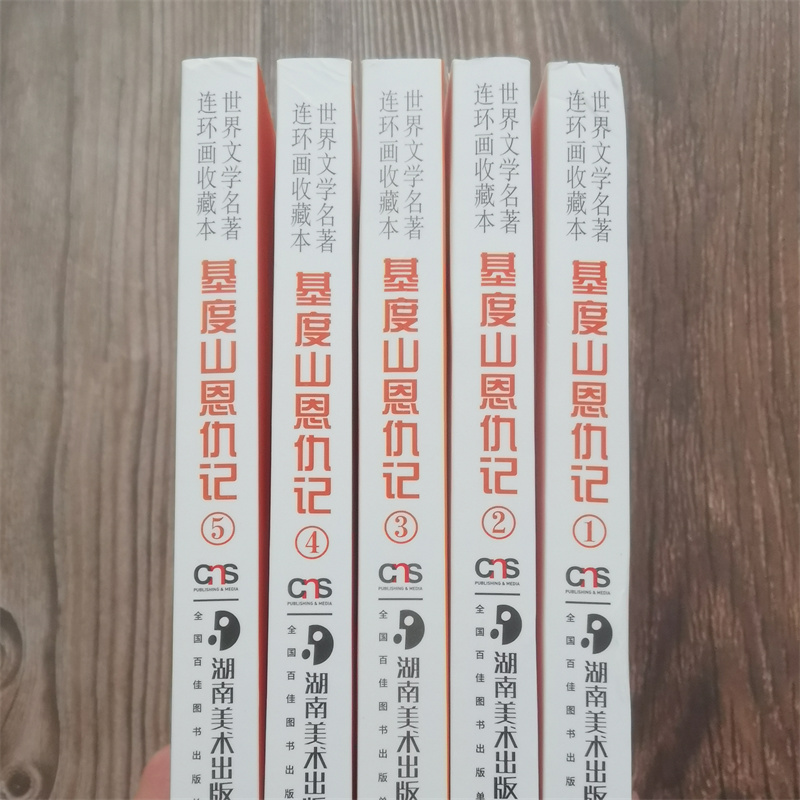 世界文学名著
连环画收藏本
基度山恩仇记
⑤
CNS
PUBLISHING & MEDIA
湖南美术出版
全国百佳图书出版
世界文学名著
连环画收藏本
基度山恩仇记
④
CNS
PUBLISHING & MEDIA
湖南美术出版
全国百佳图书出版
世界文学名著
连环画收藏本
基度山恩仇记
③
CNS
PUBLISHING & MEDIA
湖南美术出版
全国百佳图书出版单
世界文学名著
连环画收藏本
基度山恩仇记
②
CNS
PUBLISHING & MEDIA
湖南美术出版
全国百佳图书出版单
世界文学名著
连环画收藏本
基度山恩仇记
①
CNS
PUBLISHING & MEDIA
湖南美术出版
全国百佳图书出版